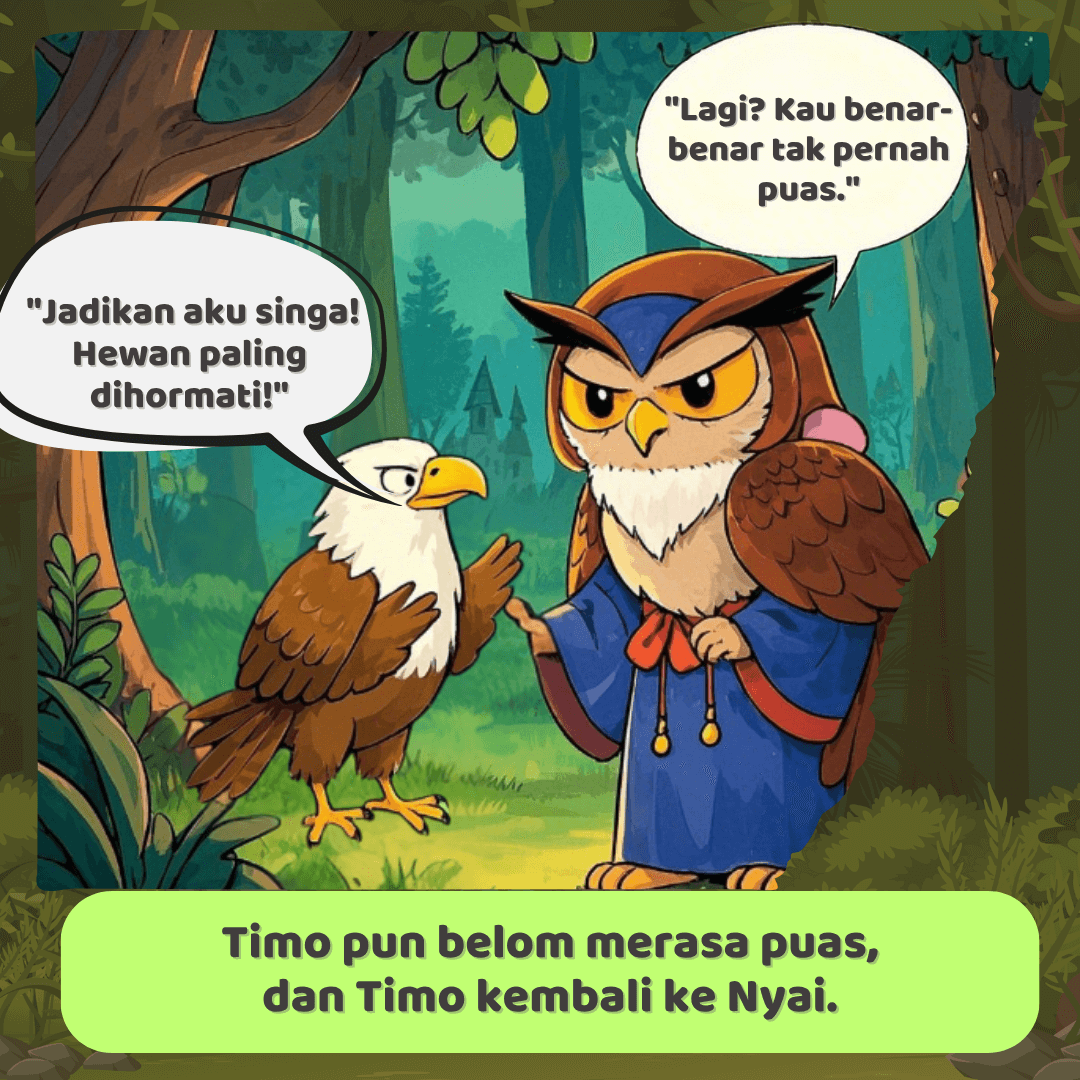 "Lagi? Kau benar-
benar tak pernah
puas."
"Jadikan aku singa!
Hewan paling
dihormati!"
Timo pun belom merasa puas,
dan Timo kembali ke Nyai.